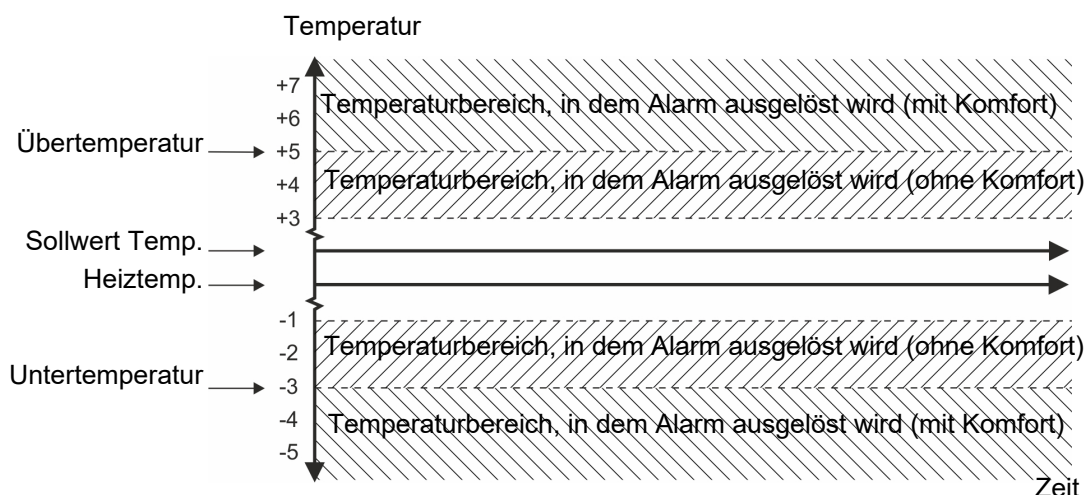 Temperatur
+7
Temperaturbereich, in dem Alarm ausgelöst wird (mit Komfort)
+6
Übertemperatur
+5
Temperaturbereich, in dem Alarm ausgelöst wird (ohne Komfort)
+4
+3
Sollwert Temp.
Heiztemp.
-1
Temperaturbereich, in dem Alarm ausgelöst wird (ohne Komfort)
-2
Untertemperatur
-3
-4
Temperaturbereich, in dem Alarm ausgelöst wird (mit Komfort)
-5
Zeit